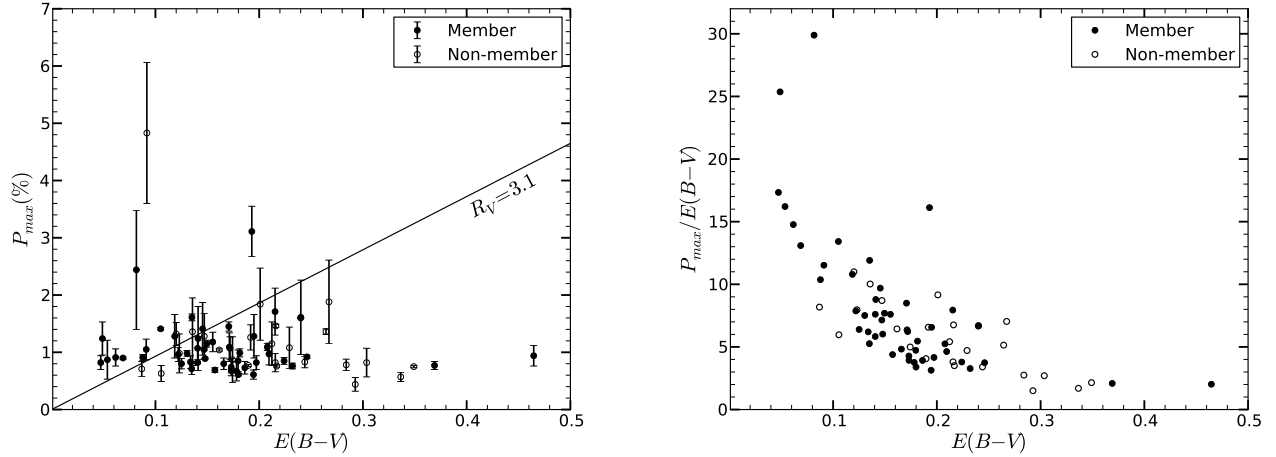 7
6
5
4
3
2
1
0
P_max(%)
0.1 0.2 0.3 0.4 0.5
E(B−V)
Member
Non-member
R_V=3.1
30
25
20
15
10
5
0
P_max/E(B−V)
0.1 0.2 0.3 0.4 0.5
E(B−V)
Member
Non-member